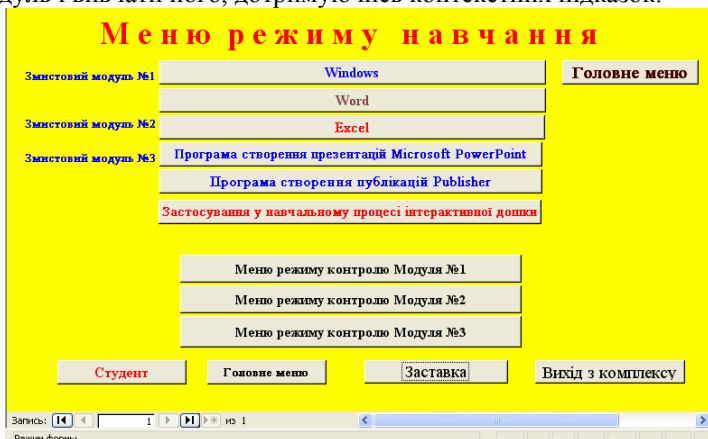 дуль і вивчати його, дотримуючись контекстних підказок.
Меню режиму навчання
Змистовий модуль №1 Windows Головне меню
Word
Змистовий модуль №2 Excel
Змистовий модуль №3 Програма створення презентацій Microsoft PowerPoint
Програма створення публікацій Publisher
Застосування у навчальному процесі інтерактивної дошки
Меню режиму контролю Модуля №1
Меню режиму контролю Модуля №2
Меню режиму контролю Модуля №3
Студент Головне меню Заставка Вихід з комплексу
Запись: 1 из 1
Режим формы